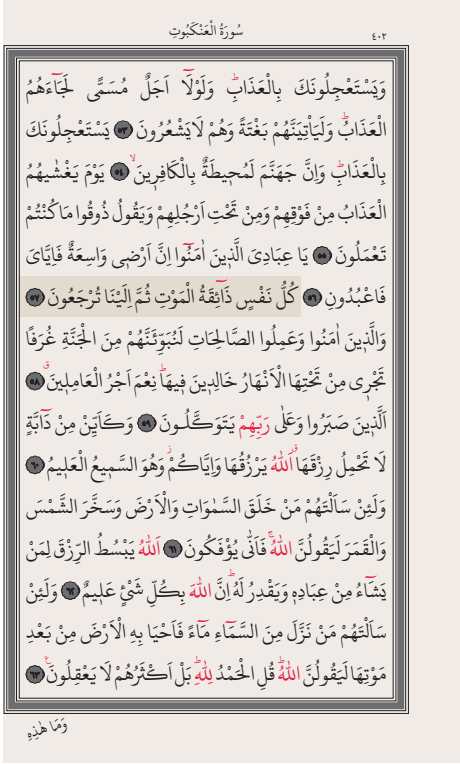 سُورَةُ الْعَنْكَبُوتِ
٤٠٢
وَيَسْتَعْجِلُونَكَ بِالْعَذَابِۜ وَلَوْلَٓا اَجَلٌ مُسَمًّى لَجَٓاءَهُمُ
الْعَذَابُۜ وَلَيَأْتِيَنَّهُمْ بَغْتَةً وَهُمْ لَا يَشْعُرُونَ ﴿٥٣﴾ يَسْتَعْجِلُونَكَ
بِالْعَذَابِۜ وَاِنَّ جَهَنَّمَ لَمُح۪يطَةٌ بِالْكَافِر۪ينَۙ ﴿٥٤﴾ يَوْمَ يَغْشٰيهُمُ
الْعَذَابُ مِنْ فَوْقِهِمْ وَمِنْ تَحْتِ اَرْجُلِهِمْ وَيَقُولُ ذُوقُوا مَا كُنْتُمْ
تَعْمَلُونَ ﴿٥٥﴾ يَا عِبَادِيَ الَّذ۪ينَ اٰمَنُٓوا اِنَّ اَرْض۪ي وَاسِعَةٌ فَاِيَّايَ
فَاعْبُدُونِ ﴿٥٦﴾ كُلُّ نَفْسٍ ذَٓائِقَةُ الْمَوْتِ ثُمَّ اِلَيْنَا تُرْجَعُونَ ﴿٥٧﴾
وَالَّذ۪ينَ اٰمَنُوا وَعَمِلُوا الصَّالِحَاتِ لَنُبَوِّئَنَّهُمْ مِنَ الْجَنَّةِ غُرَفًا
تَجْر۪ي مِنْ تَحْتِهَا الْاَنْهَارُ خَالِد۪ينَ ف۪يهَاۜ نِعْمَ اَجْرُ الْعَامِل۪ينَۗ ﴿٥٨﴾
اَلَّذ۪ينَ صَبَرُوا وَعَلٰى رَبِّهِمْ يَتَوَكَّلُونَ ﴿٥٩﴾ وَكَاَيِّنْ مِنْ دَٓابَّةٍ
لَا تَحْمِلُ رِزْقَهَاۗ اَللّٰهُ يَرْزُقُهَا وَاِيَّاكُمْۘ وَهُوَ السَّم۪يعُ الْعَل۪يمُ ﴿٦٠﴾
وَلَئِنْ سَاَلْتَهُمْ مَنْ خَلَقَ السَّمٰوَاتِ وَالْاَرْضَ وَسَخَّرَ الشَّمْسَ
وَالْقَمَرَ لَيَقُولُنَّ اللّٰهُۚ فَاَنّٰى يُؤْفَكُونَ ﴿٦١﴾ اَللّٰهُ يَبْسُطُ الرِّزْقَ لِمَنْ
يَشَٓاءُ مِنْ عِبَادِه۪ وَيَقْدِرُ لَهُۜ اِنَّ اللّٰهَ بِكُلِّ شَيْءٍ عَل۪يمٌ ﴿٦٢﴾ وَلَئِنْ
سَاَلْتَهُمْ مَنْ نَزَّلَ مِنَ السَّمَٓاءِ مَٓاءً فَاَحْيَا بِهِ الْاَرْضَ مِنْ بَعْدِ
مَوْتِهَا لَيَقُولُنَّ اللّٰهُۜ قُلِ الْحَمْدُ لِلّٰهِۜ بَلْ اَكْثَرُهُمْ لَا يَعْقِلُونَ۟ ﴿٦٣﴾
وَمَا هٰذِهِ